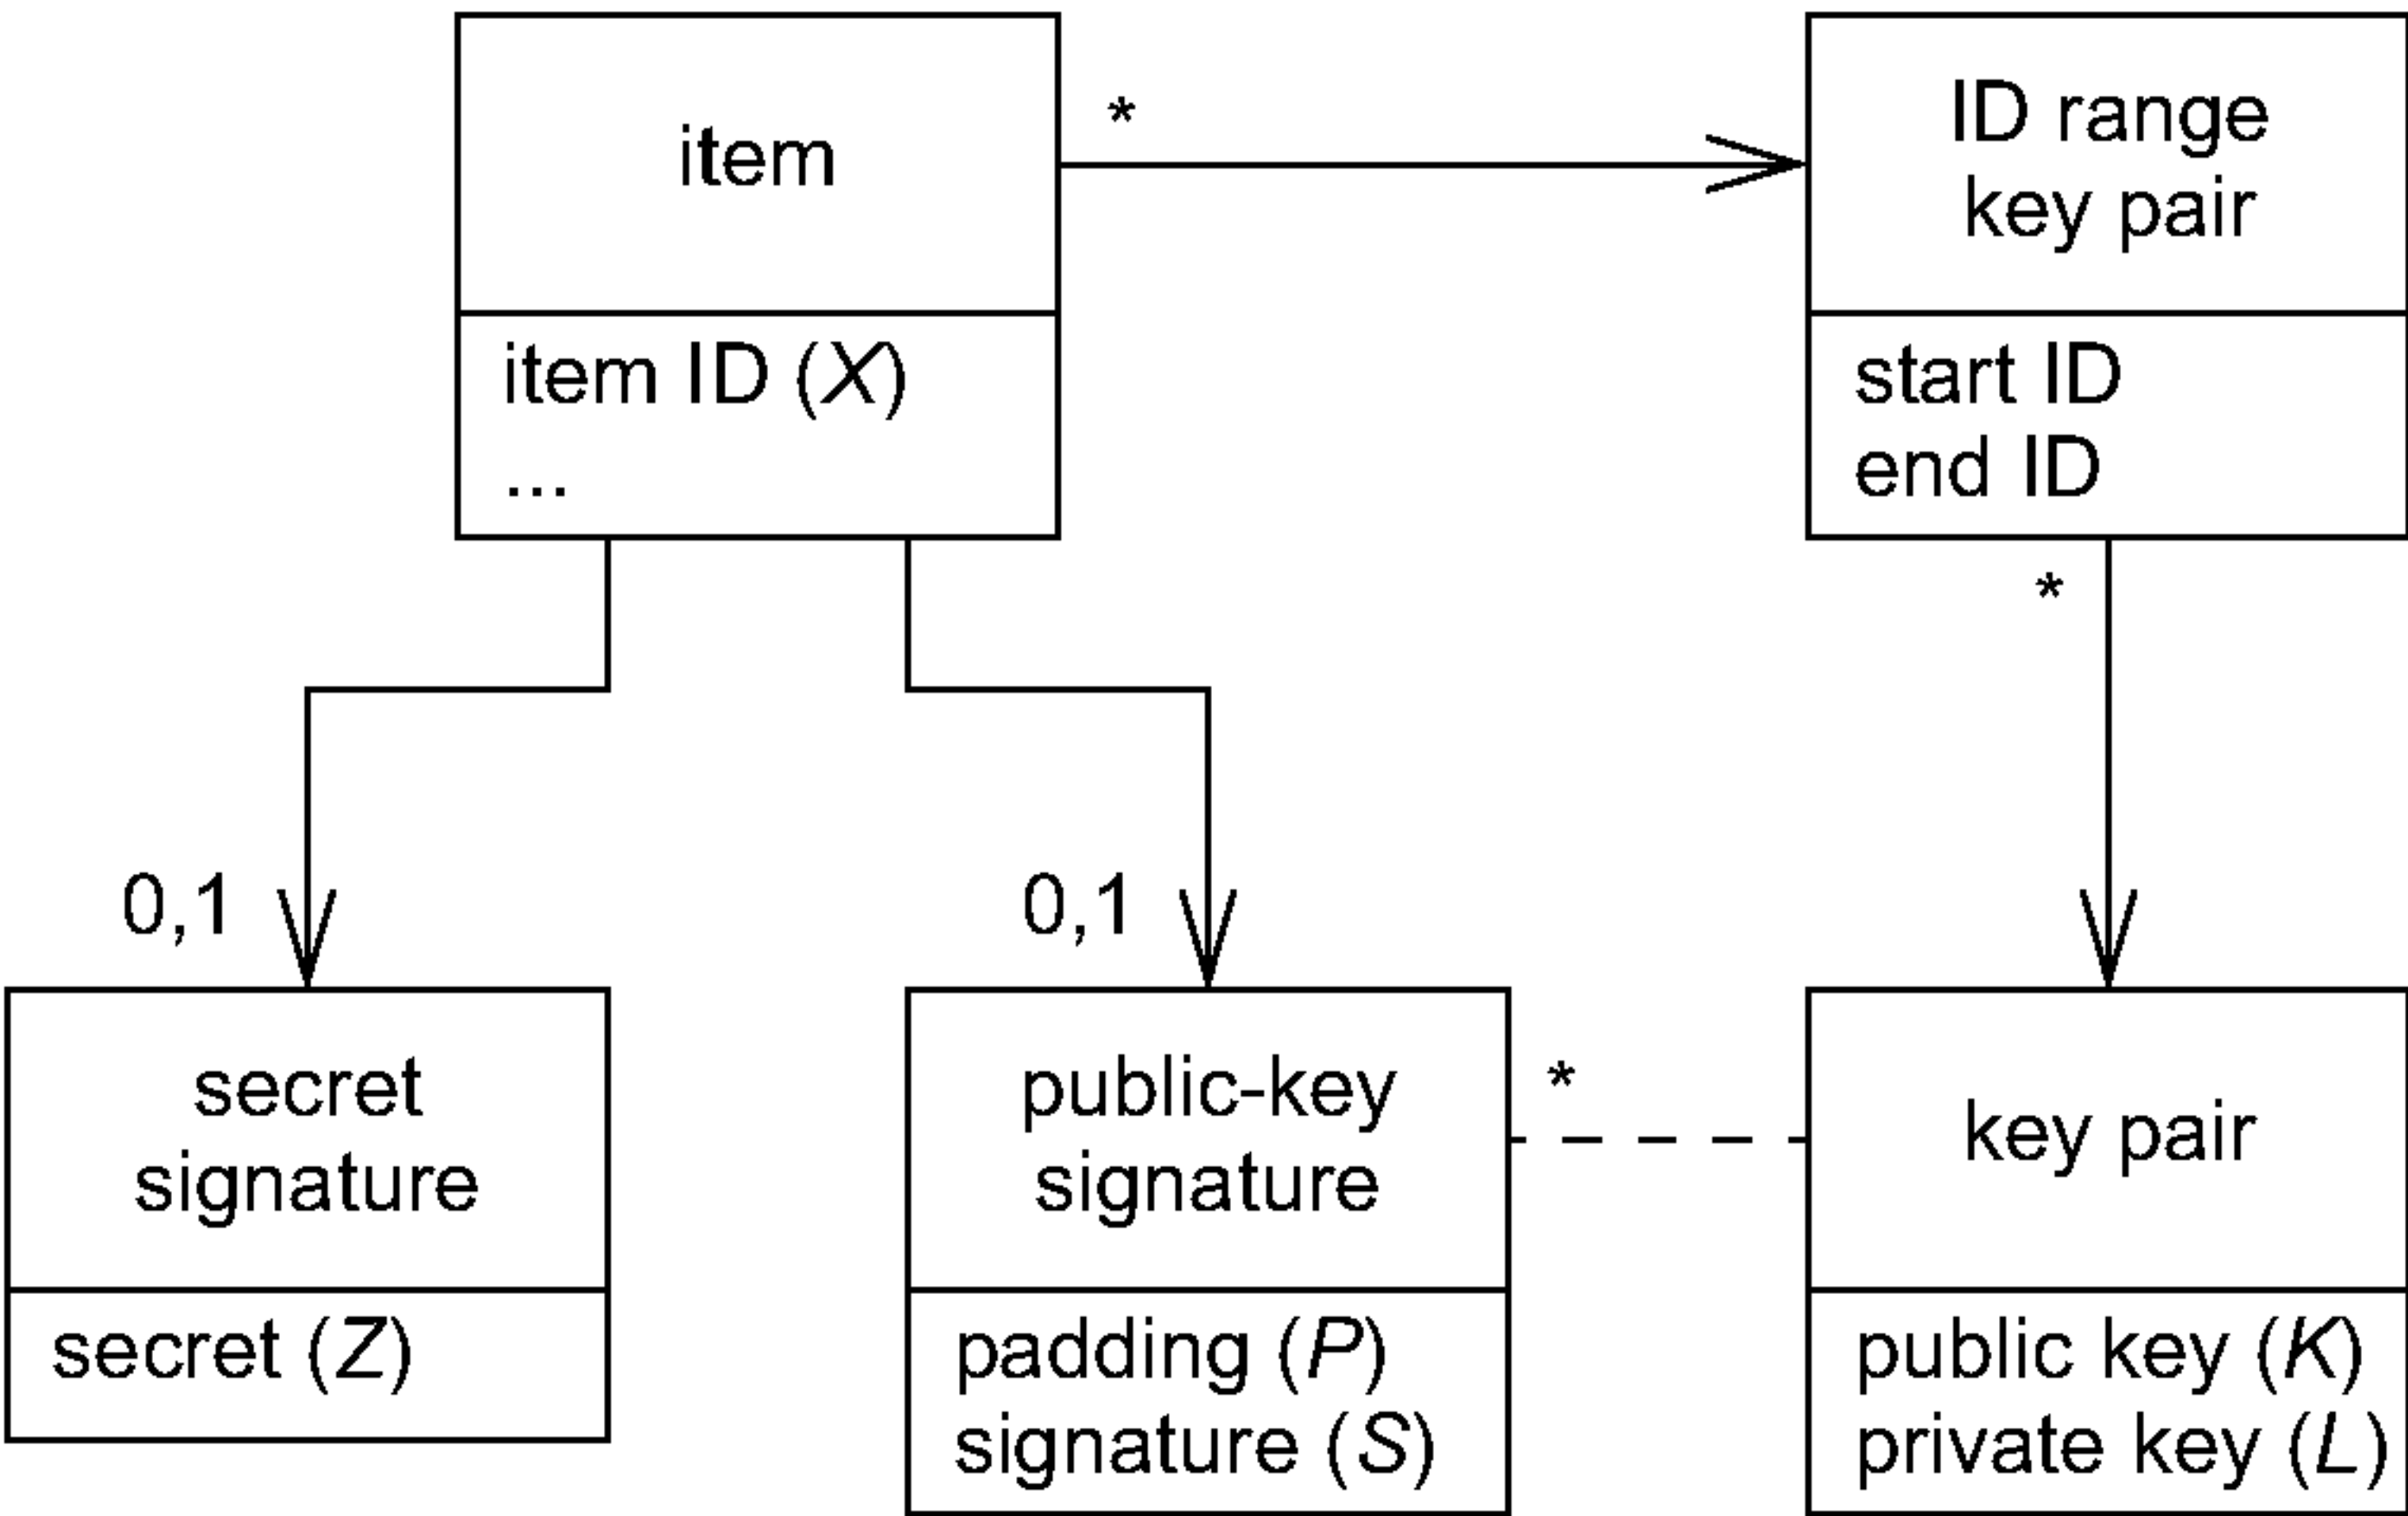 item
*
ID range
key pair
item ID (X)
...
start ID
end ID
*
0,1
0,1
secret
signature
public-key
signature
*
key pair
secret (Z)
padding (P)
signature (S)
public key (K)
private key (L)